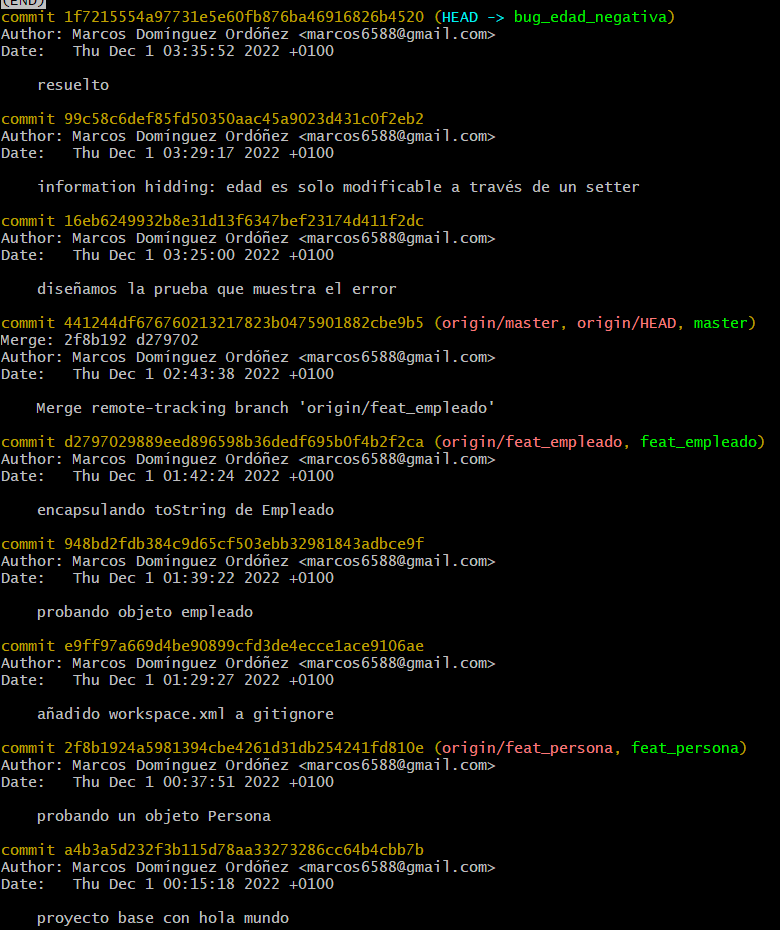 (END)
commit 1f7215554a97731e5e60fb876ba46916826b4520 (HEAD -> bug_edad_negativa)
Author: Marcos Domínguez Ordóñez <marcos6588@gmail.com>
Date:   Thu Dec 1 03:35:52 2022 +0100
resuelto
commit 99c58c6def85fd50350aac45a9023d431c0f2eb2
Author: Marcos Domínguez Ordóñez <marcos6588@gmail.com>
Date:   Thu Dec 1 03:29:17 2022 +0100
information hidding: edad es solo modificable a través de un setter
commit 16eb6249932b8e31d13f6347bef23174d411f2dc
Author: Marcos Domínguez Ordóñez <marcos6588@gmail.com>
Date:   Thu Dec 1 03:25:00 2022 +0100
diseñamos la prueba que muestra el error
commit 441244df676760213217823b0475901882cbe9b5 (origin/master, origin/HEAD, master)
Merge: 2f8b192 d279702
Author: Marcos Domínguez Ordóñez <marcos6588@gmail.com>
Date:   Thu Dec 1 02:43:38 2022 +0100
Merge remote-tracking branch 'origin/feat_empleado'
commit d2797029889eed896598b36dedf695b0f4b2f2ca (origin/feat_empleado, feat_empleado)
Author: Marcos Domínguez Ordóñez <marcos6588@gmail.com>
Date:   Thu Dec 1 01:42:24 2022 +0100
encapsulando toString de Empleado
commit 948bd2fdb384c9d65cf503ebb32981843adbce9f
Author: Marcos Domínguez Ordóñez <marcos6588@gmail.com>
Date:   Thu Dec 1 01:39:22 2022 +0100
probando objeto empleado
commit e9ff97a669d4be90899cfd3de4ecce1ace9106ae
Author: Marcos Domínguez Ordóñez <marcos6588@gmail.com>
Date:   Thu Dec 1 01:29:27 2022 +0100
añadido workspace.xml a gitignore
commit 2f8b1924a5981394cbe4261d31db254241fd810e (origin/feat_persona, feat_persona)
Author: Marcos Domínguez Ordóñez <marcos6588@gmail.com>
Date:   Thu Dec 1 00:37:51 2022 +0100
probando un objeto Persona
commit a4b3a5d232f3b115d78aa33273286cc64b4cbb7b
Author: Marcos Domínguez Ordóñez <marcos6588@gmail.com>
Date:   Thu Dec 1 00:15:18 2022 +0100
proyecto base con hola mundo